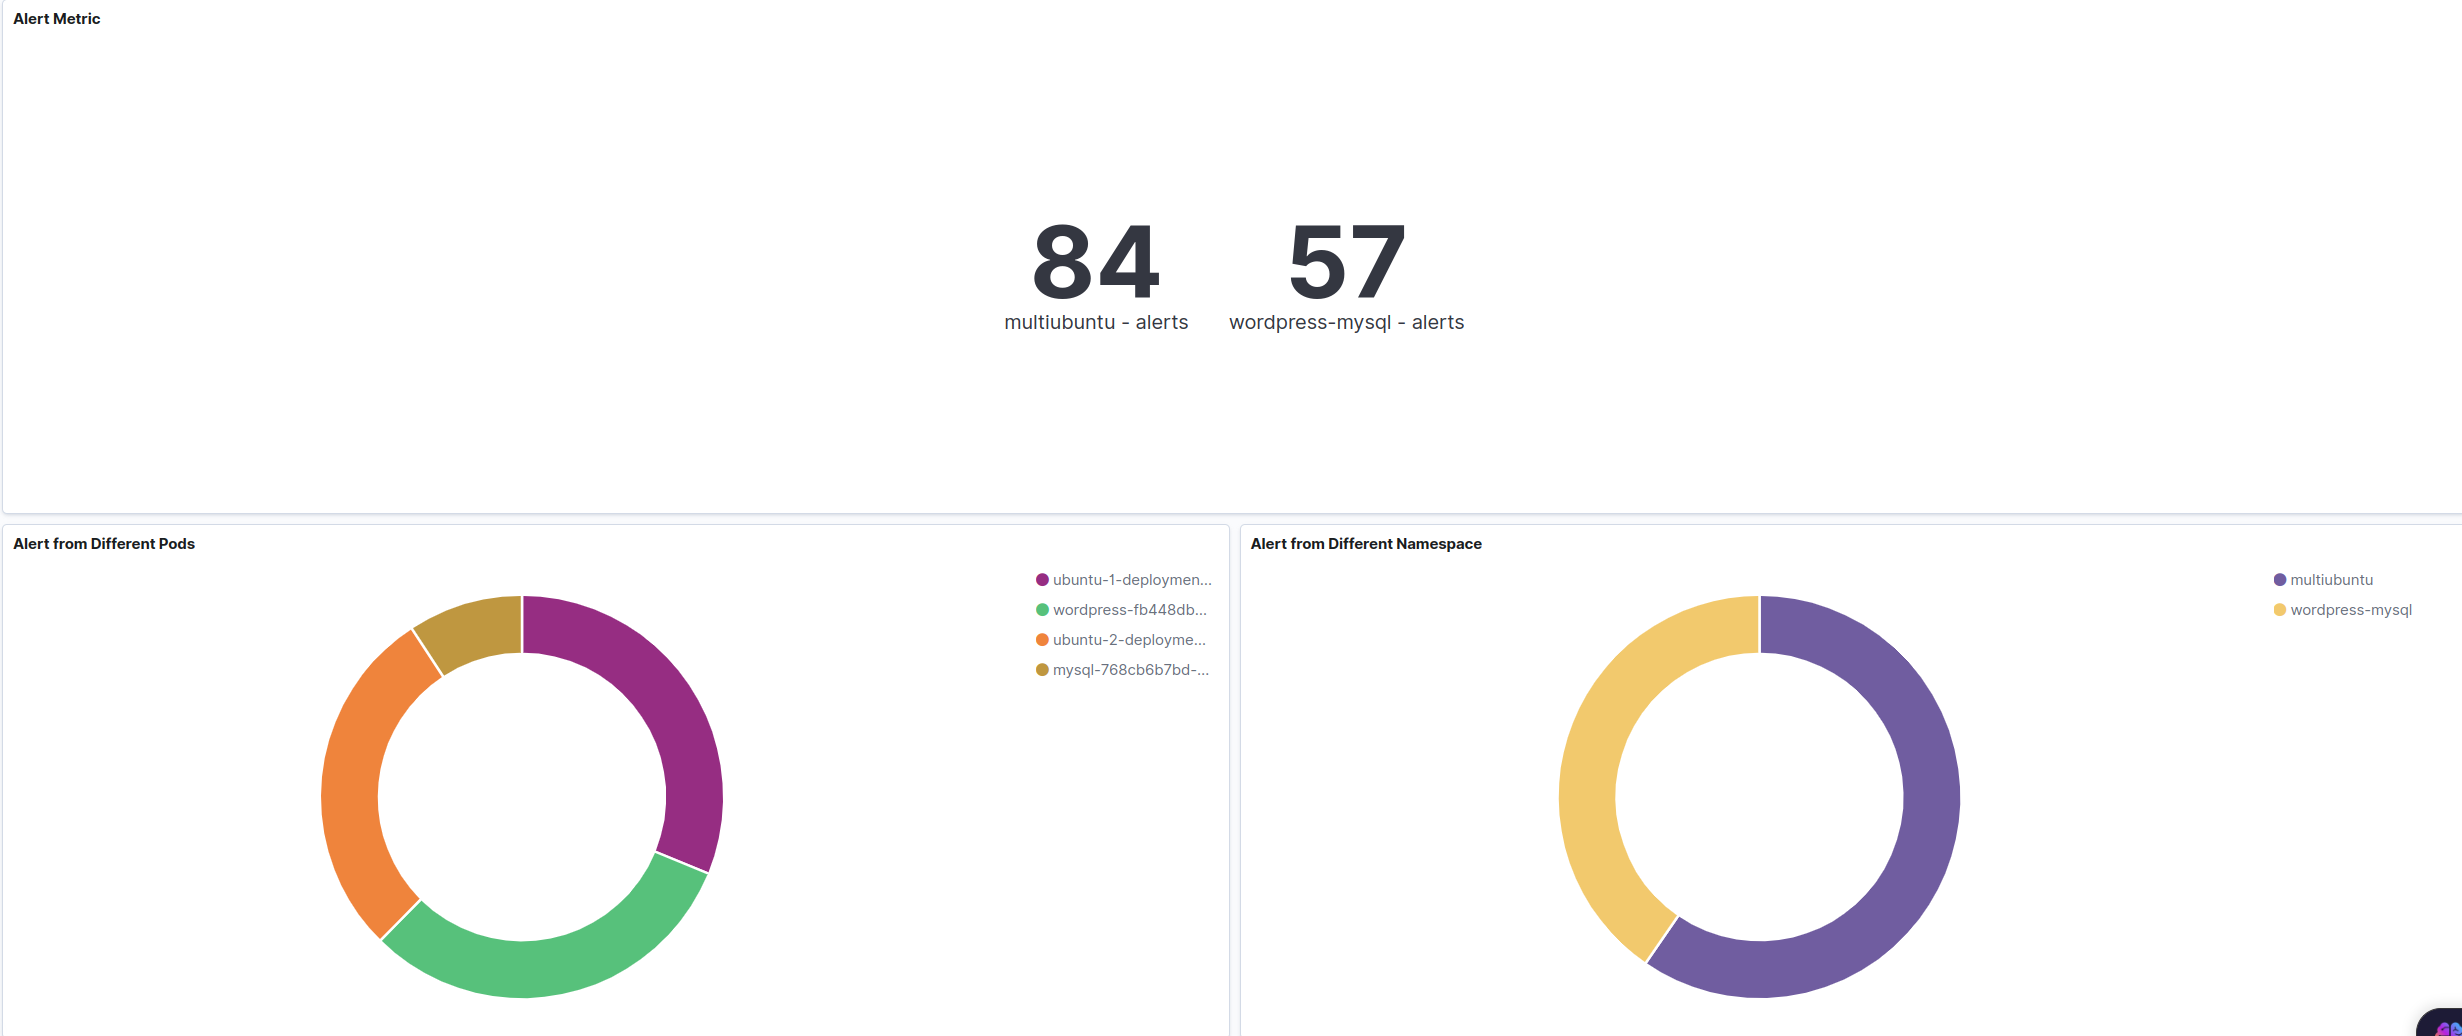 Alert Metric
84
multiubuntu - alerts
57
wordpress-mysql - alerts
Alert from Different Pods
ubuntu-1-deploymen...
wordpress-fb448db...
ubuntu-2-deployme...
mysql-768cb6b7bd-...
Alert from Different Namespace
multiubuntu
wordpress-mysql